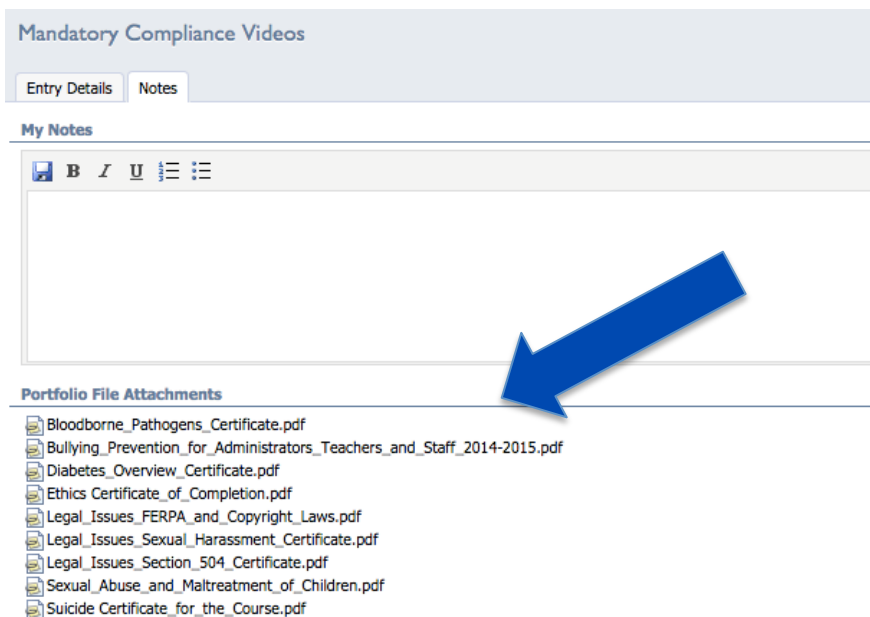 Mandatory Compliance Videos
Entry Details Notes
My Notes
B I U
Portfolio File Attachments
Bloodborne_Pathogens_Certificate.pdf
Bullying_Prevention_for_Administrators_Teachers_and_Staff_2014-2015.pdf
Diabetes_Overview_Certificate.pdf
Ethics Certificate_of_Completion.pdf
Legal_Issues_FERPA_and_Copyright_Laws.pdf
Legal_Issues_Sexual_Harassment_Certificate.pdf
Legal_Issues_Section_504_Certificate.pdf
Sexual_Abuse_and_Maltreatment_of_Children.pdf
Suicide Certificate_for_the_Course.pdf